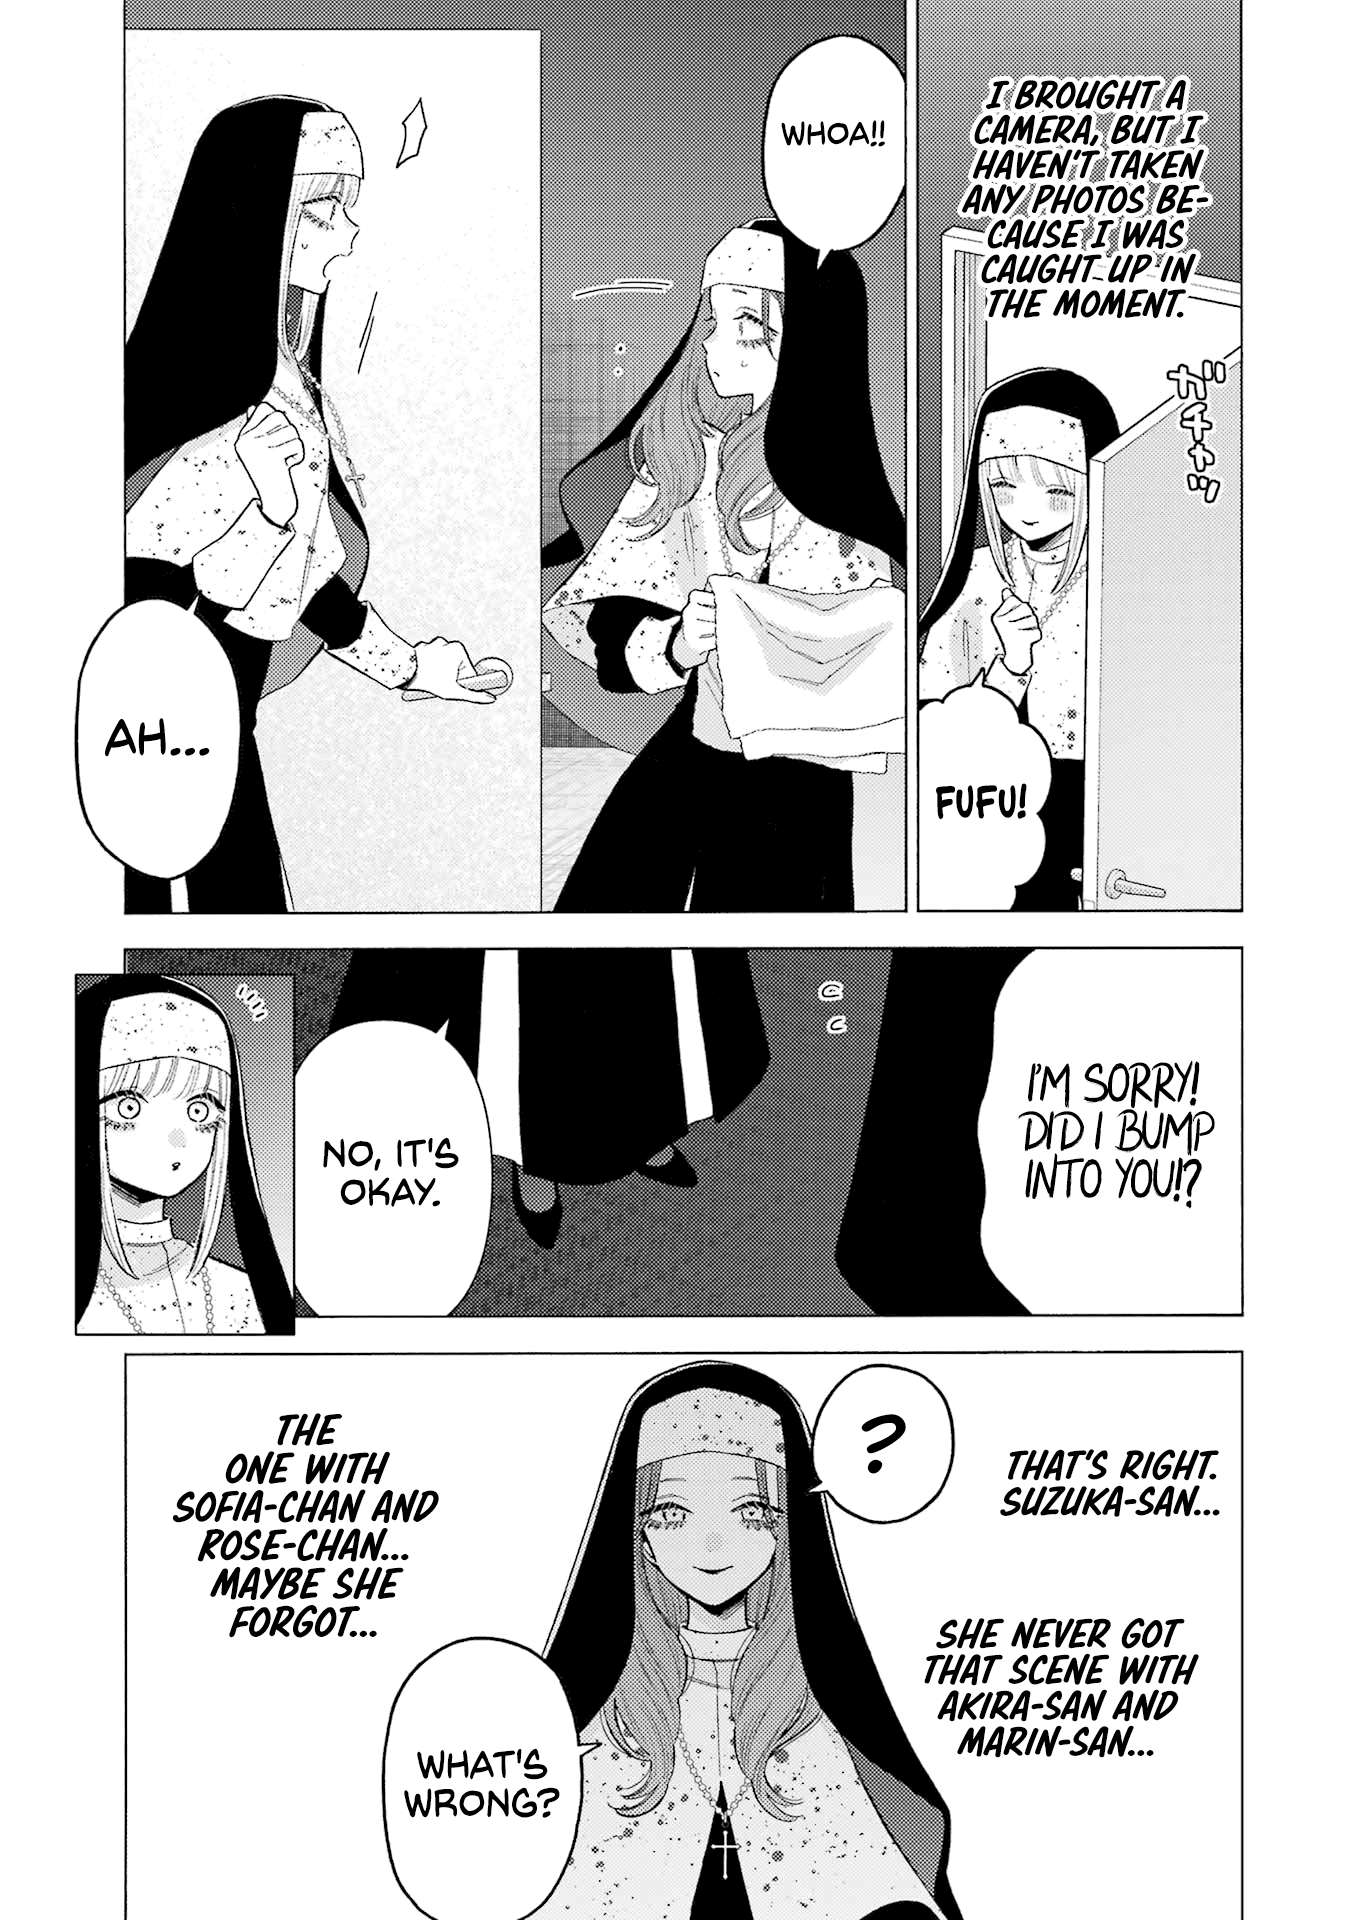 I BROUGHT A
CAMERA, BUT I
HAVEN'T TAKEN
ANY PHOTOS BE-
CAUSE I WAS
CAUGHT UP IN
THE MOMENT.
ガチャッ
FUFU!
WHOA!!
AH...
I'M SORRY!
DID I BUMP
INTO YOU!?
NO, IT'S
OKAY.
THAT'S RIGHT.
SUZUKA-SAN...
?
SHE NEVER GOT
THAT SCENE WITH
AKIRA-SAN AND
MARIN-SAN...
THE
ONE WITH
SOFIA-CHAN AND
ROSE-CHAN...
MAYBE SHE
FORGOT...
WHAT'S
WRONG?